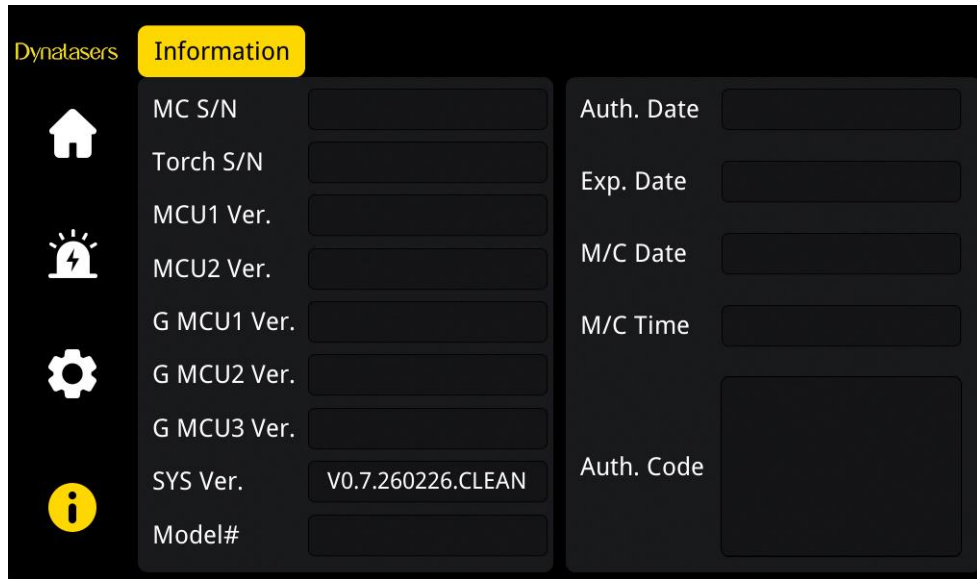 Dynalasers
Information
MC S/N
Torch S/N
MCU1 Ver.
MCU2 Ver.
G MCU1 Ver.
G MCU2 Ver.
G MCU3 Ver.
SYS Ver. V0.7.260226.CLEAN
Model#
Auth. Date
Exp. Date
M/C Date
M/C Time
Auth. Code